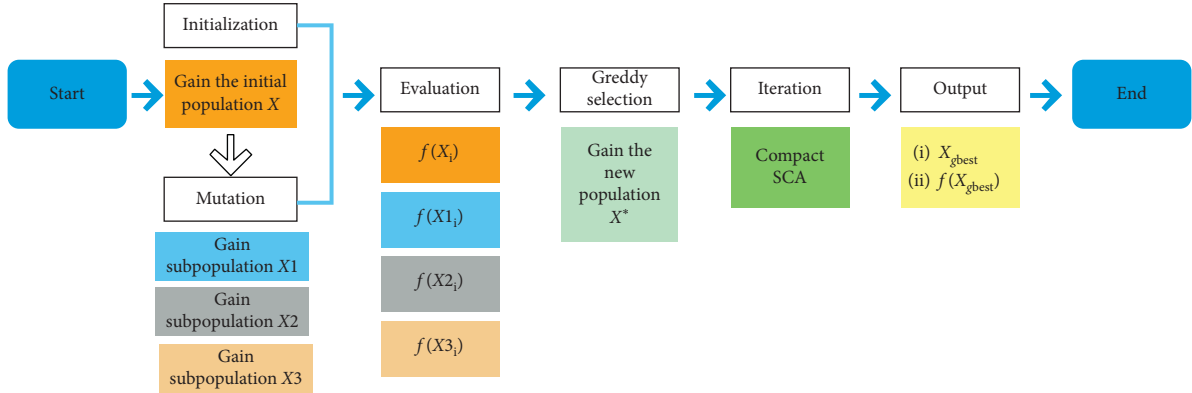 Start
Initialization
Gain the initial
population X
Mutation
Gain
subpopulation X1
Gain
subpopulation X2
Gain
subpopulation X3
Evaluation
f(Xi)
f(X1i)
f(X2i)
f(X3i)
Greddy
selection
Gain the
new
population
X*
Iteration
Compact
SCA
Output
(i) Xgbest
(ii) f(Xgbest)
End